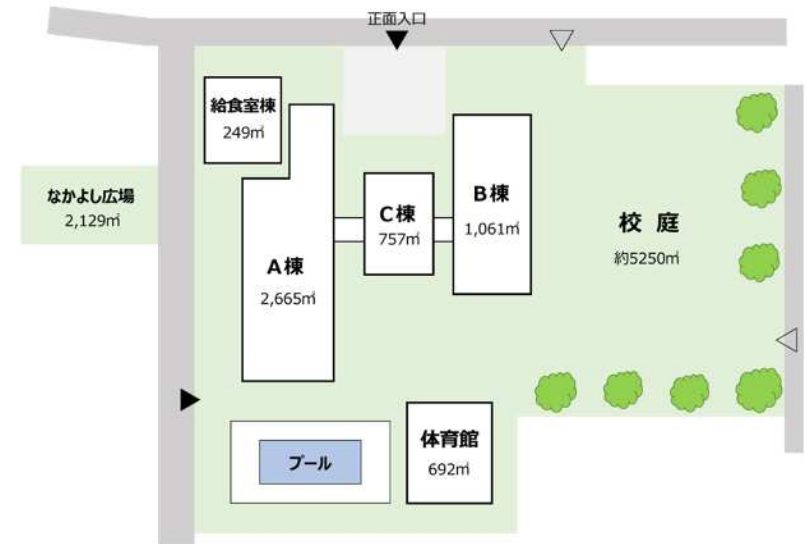 正面入口
給食室棟
249㎡
なかよし広場
2,129㎡
A棟
2,665㎡
C棟
757㎡
B棟
1,061㎡
校 庭
約5250㎡
プール
体育館
692㎡